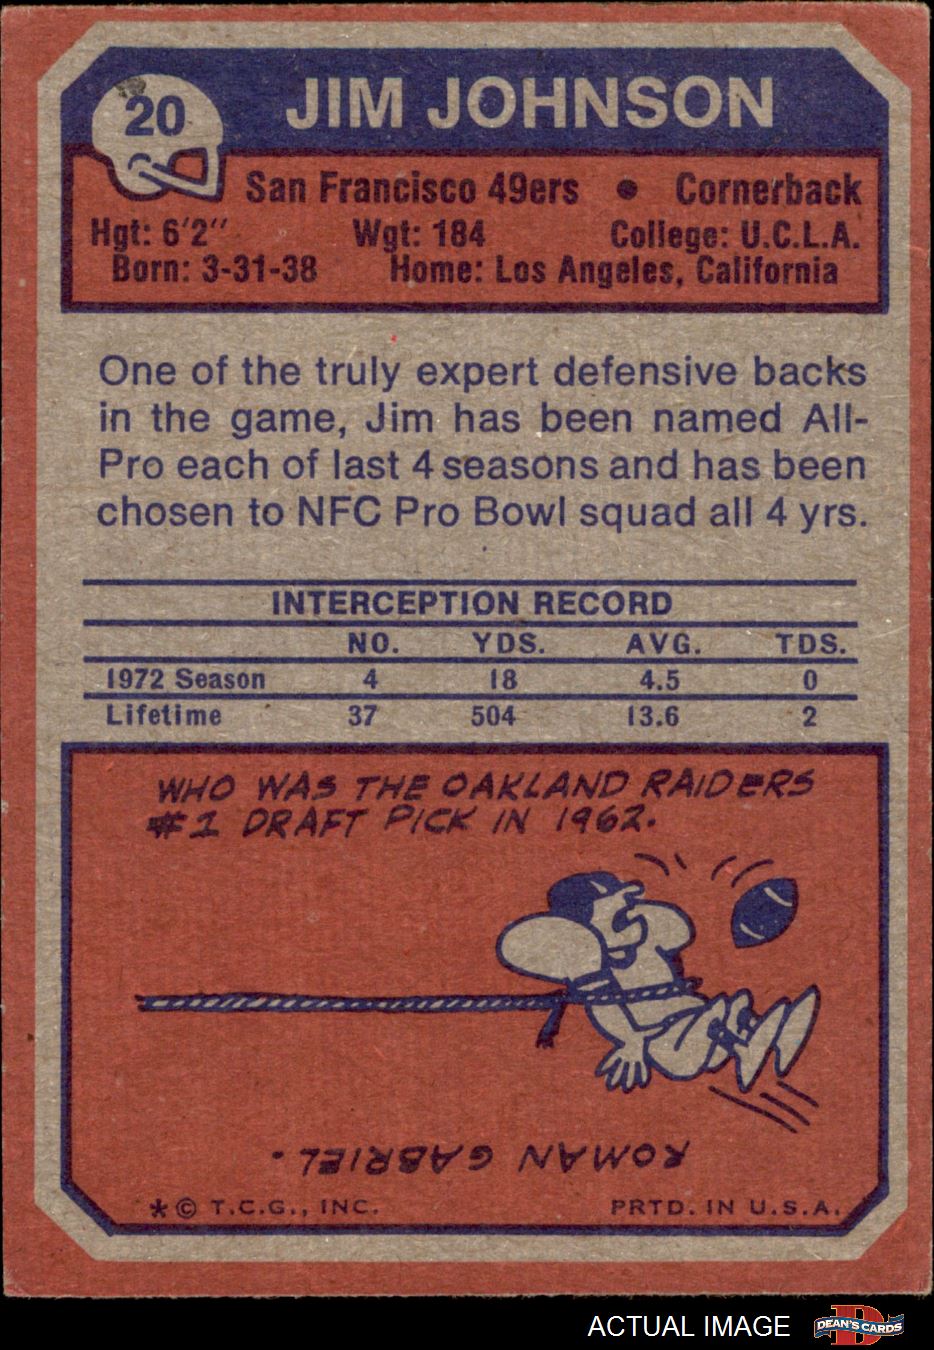 20
JIM JOHNSON
San Francisco 49ers • Cornerback
Hgt: 6'2" Wgt: 184 College: U.C.L.A.
Born: 3-31-38 Home: Los Angeles, California
One of the truly expert defensive backs
in the game, Jim has been named All-
Pro each of last 4 seasons and has been
chosen to NFC Pro Bowl squad all 4 yrs.
INTERCEPTION RECORD
NO. YDS. AVG. TDS.
1972 Season 4 18 4.5 0
Lifetime 37 504 13.6 2
WHO WAS THE OAKLAND RAIDERS
#1 DRAFT PICK IN 1962.
ROMAN GABRIEL.
* © T.C.G., INC. PRTD. IN U.S.A.
ACTUAL IMAGE
D
DEAN'S CARDS